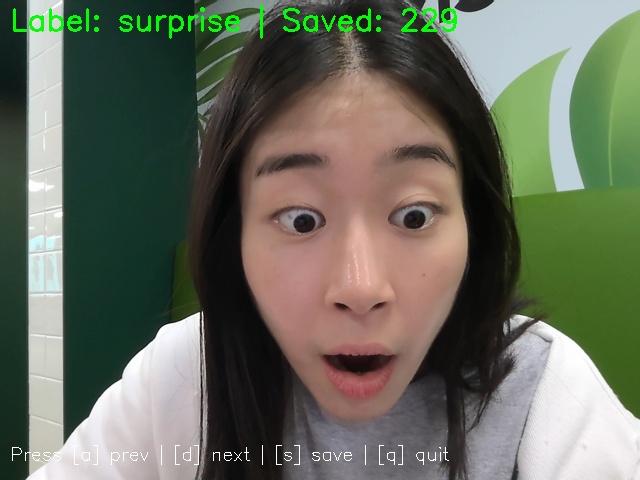 Label: surprise | Saved: 229
Press [a] prev | [d] next | [s] save | [q] quit